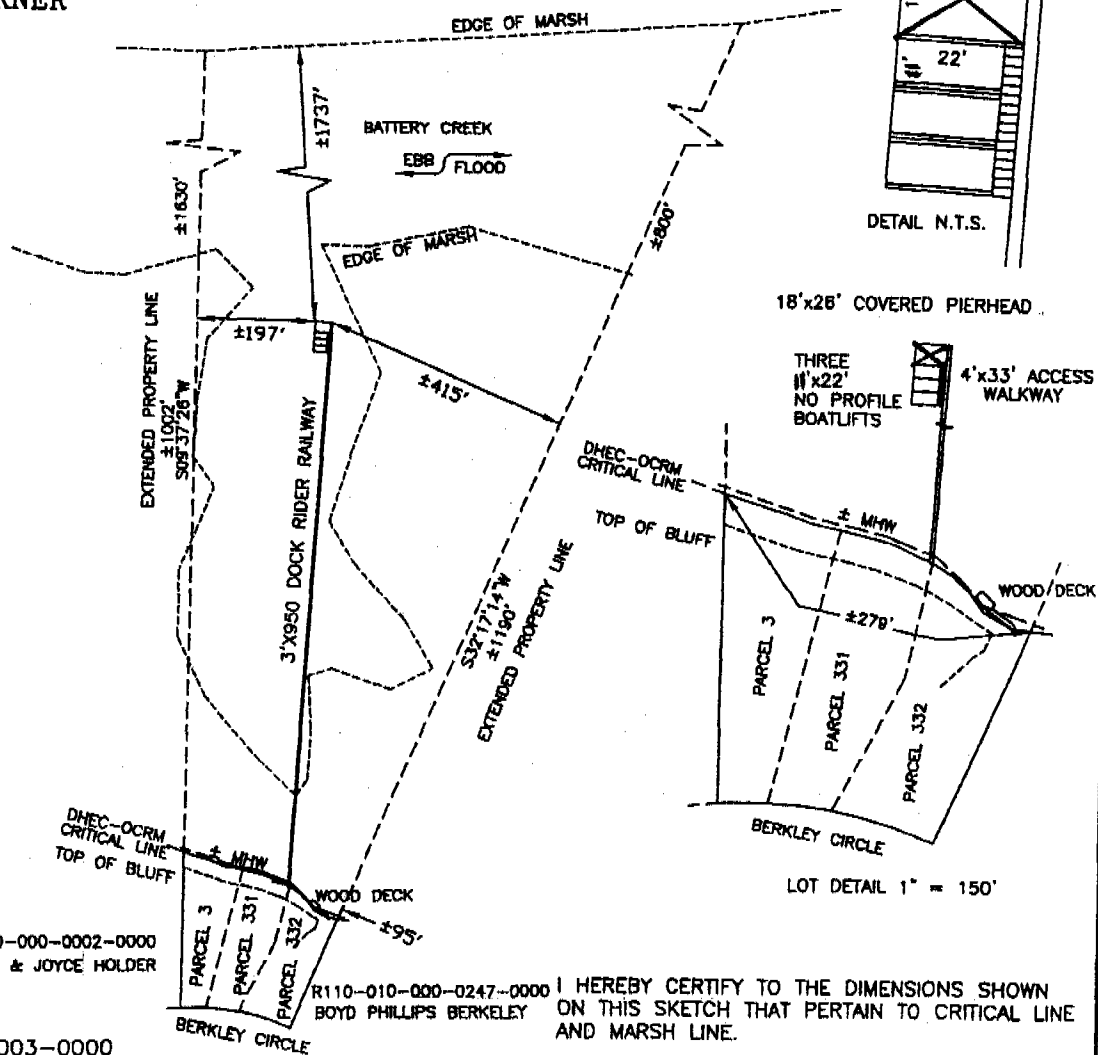 EDGE OF MARSH
22'
11'
±1737'
BATTERY CREEK
EBB
FLOOD
±1630'
±800'
DETAIL N.T.S.
EDGE OF MARSH
18'x26' COVERED PIERHEAD
±197'
EXTENDED PROPERTY LINE
±1002'
S09°37'26"W
±415'
THREE
11'x22'
NO PROFILE
BOATLIFTS
4'x33' ACCESS
WALKWAY
3'X950 DOCK RIDER RAILWAY
DHEC-OCRM
CRITICAL LINE
± MHW
TOP OF BLUFF
WOOD DECK
±279'
S32°17'14"W
±1190'
EXTENDED PROPERTY LINE
PARCEL 3
PARCEL 331
PARCEL 332
BERKLEY CIRCLE
LOT DETAIL 1" = 150'
DHEC-OCRM
CRITICAL LINE
± MHW
TOP OF BLUFF
WOOD DECK
±95'
PARCEL 3
PARCEL 331
PARCEL 332
-000-0002-0000
& JOYCE HOLDER
R110-010-000-0247-0000
BOYD PHILLIPS BERKELEY
BERKLEY CIRCLE
003-0000
I HEREBY CERTIFY TO THE DIMENSIONS SHOWN
ON THIS SKETCH THAT PERTAIN TO CRITICAL LINE
AND MARSH LINE.